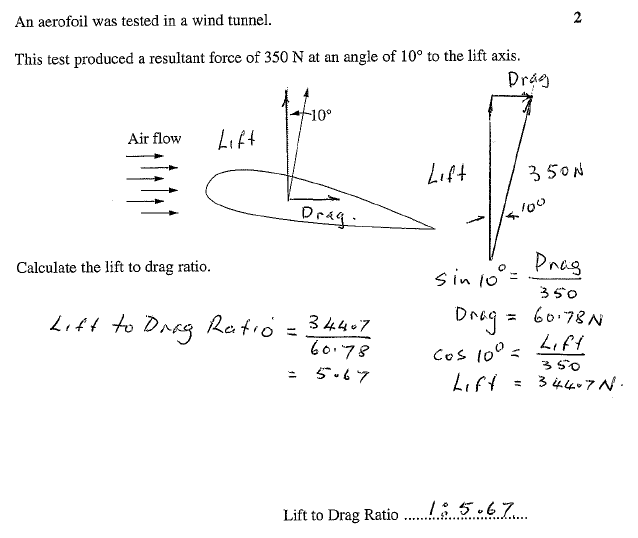 An aerofoil was tested in a wind tunnel. 2
This test produced a resultant force of 350 N at an angle of 10° to the lift axis.
Drag
10°
Air flow
Lift
Lift
350N
10°
Drag.
Calculate the lift to drag ratio.
sin 10° = Drag / 350
Drag = 60.78N
Lift to Drag Ratio = 344.7 / 60.78
= 5.67
cos 10° = Lift / 350
Lift = 344.7 N.
Lift to Drag Ratio ....1:5.67....